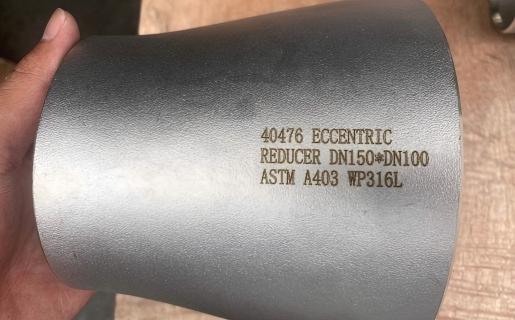 40476 ECCENTRIC
REDUCER DN150*DN100
ASTM A403 WP316L